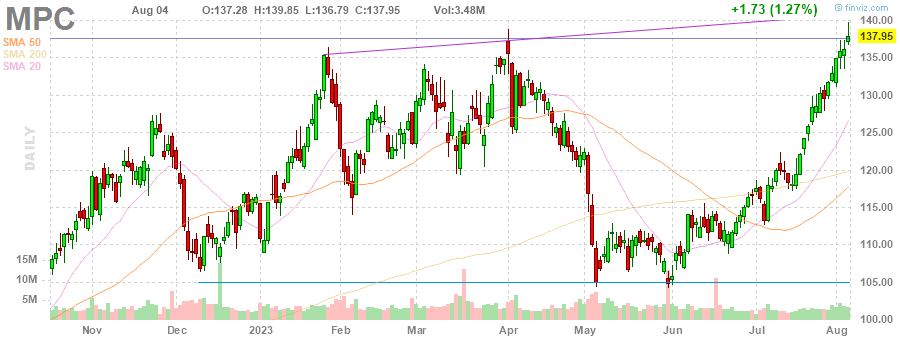 MPC Aug 04 O:137.28 H:139.85 L:136.79 C:137.95 Vol:3.48M +1.73 (1.27%) © finviz.com
SMA 50
SMA 200
SMA 20
DAILY
140.00
137.95
135.00
130.00
125.00
120.00
115.00
110.00
105.00
100.00
15M
10M
5M
Nov Dec 2023 Feb Mar Apr May Jun Jul Aug